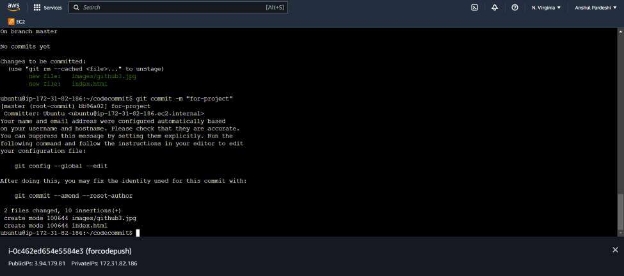 aws
Services
Search
[Alt+S]
N. Virginia
Anshul Pardeshi
EC2
On branch master
No commits yet
Changes to be committed:
(use "git rm --cached <file>..." to unstage)
new file: images/github3.jpg
new file: index.html
ubuntu@ip-172-31-82-186:~/codecommit$ git commit -m "for-project"
[master (root-commit) bb96a02] for-project
Committer: Ubuntu <ubuntu@ip-172-31-82-186.ec2.internal>
Your name and email address were configured automatically based
on your username and hostname. Please check that they are accurate.
You can suppress this message by setting them explicitly. Run the
following command and follow the instructions in your editor to edit
your configuration file:
git config --global --edit
After doing this, you may fix the identity used for this commit with:
git commit --amend --reset-author
2 files changed, 10 insertions(+)
create mode 100644 images/github3.jpg
create mode 100644 index.html
ubuntu@ip-172-31-82-186:~/codecommit$
i-0c462ed654e5584e3 (forcodepush)
PublicIPs: 3.94.179.81 PrivateIPs: 172.31.82.186